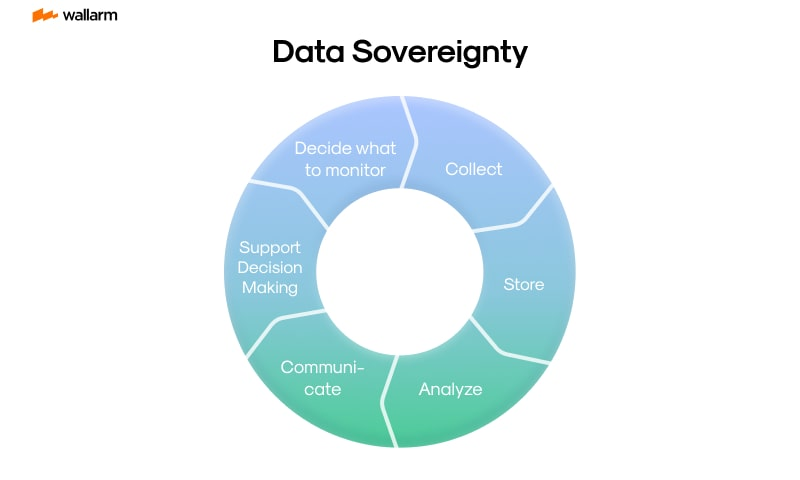 wallarm
Data Sovereignty
Decide what
to monitor
Collect
Store
Analyze
Communi-
cate
Support
Decision
Making